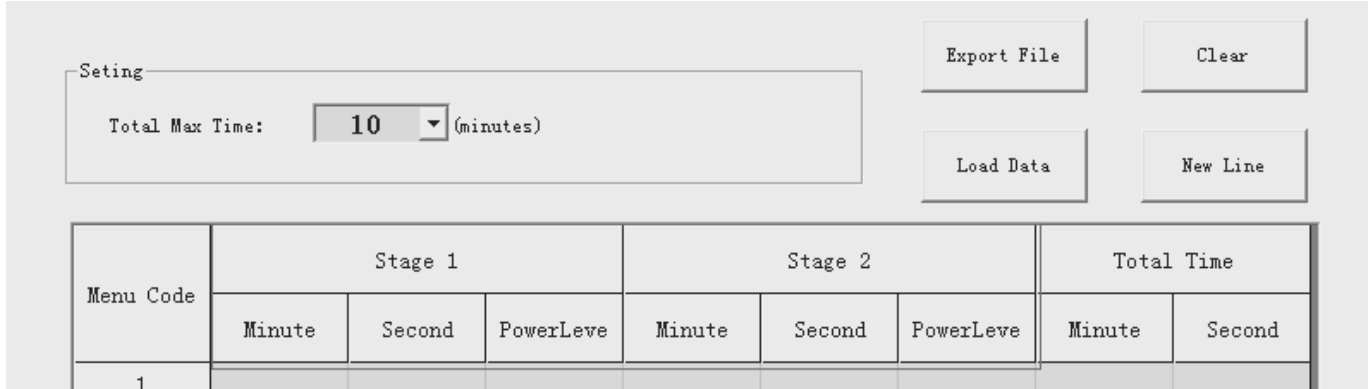 Export File
Clear
Seting
Total Max Time:
10
(minutes)
Load Data
New Line
Menu Code
Stage 1
Stage 2
Total Time
Minute
Second
PowerLeve
Minute
Second
PowerLeve
Minute
Second
1